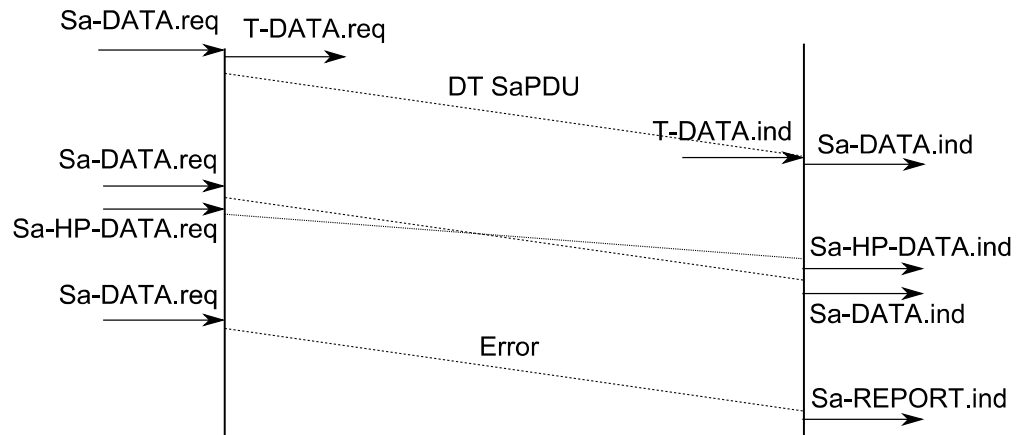 Sa-DATA.req
T-DATA.req
DT SaPDU
T-DATA.ind
Sa-DATA.ind
Sa-DATA.req
Sa-HP-DATA.req
Sa-HP-DATA.ind
Sa-DATA.req
Sa-DATA.ind
Error
Sa-REPORT.ind